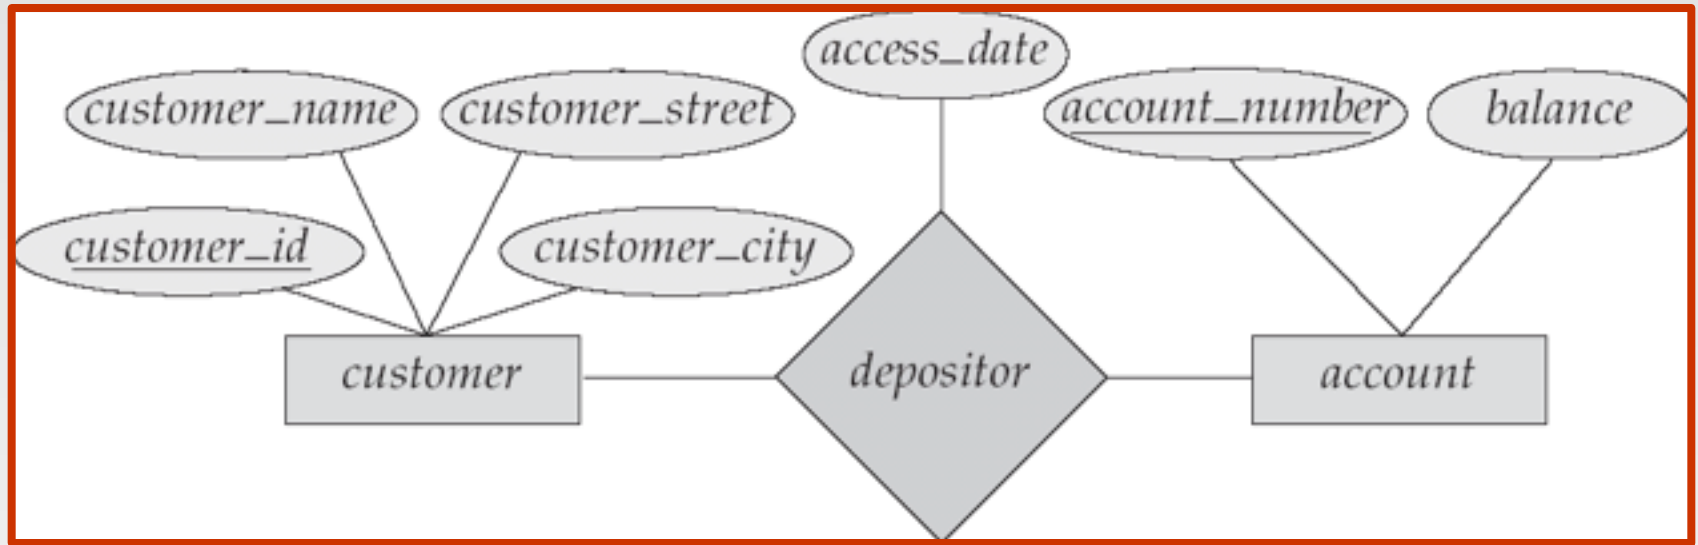 access_date
customer_name
customer_street
account_number
balance
customer_id
customer_city
customer
depositor
account